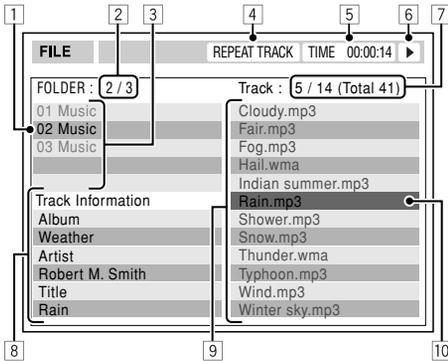 1 2 3 4 5 6 7
FILE REPEAT TRACK TIME 00:00:14
FOLDER : 2 / 3 Track : 5 / 14 (Total 41)
01 Music
02 Music
03 Music
Track Information
Album
Weather
Artist
Robert M. Smith
Title
Rain
Cloudy.mp3
Fair.mp3
Fog.mp3
Hail.wma
Indian summer.mp3
Rain.mp3
Shower.mp3
Snow.mp3
Thunder.wma
Typhoon.mp3
Wind.mp3
Winter sky.mp3
8 9 10